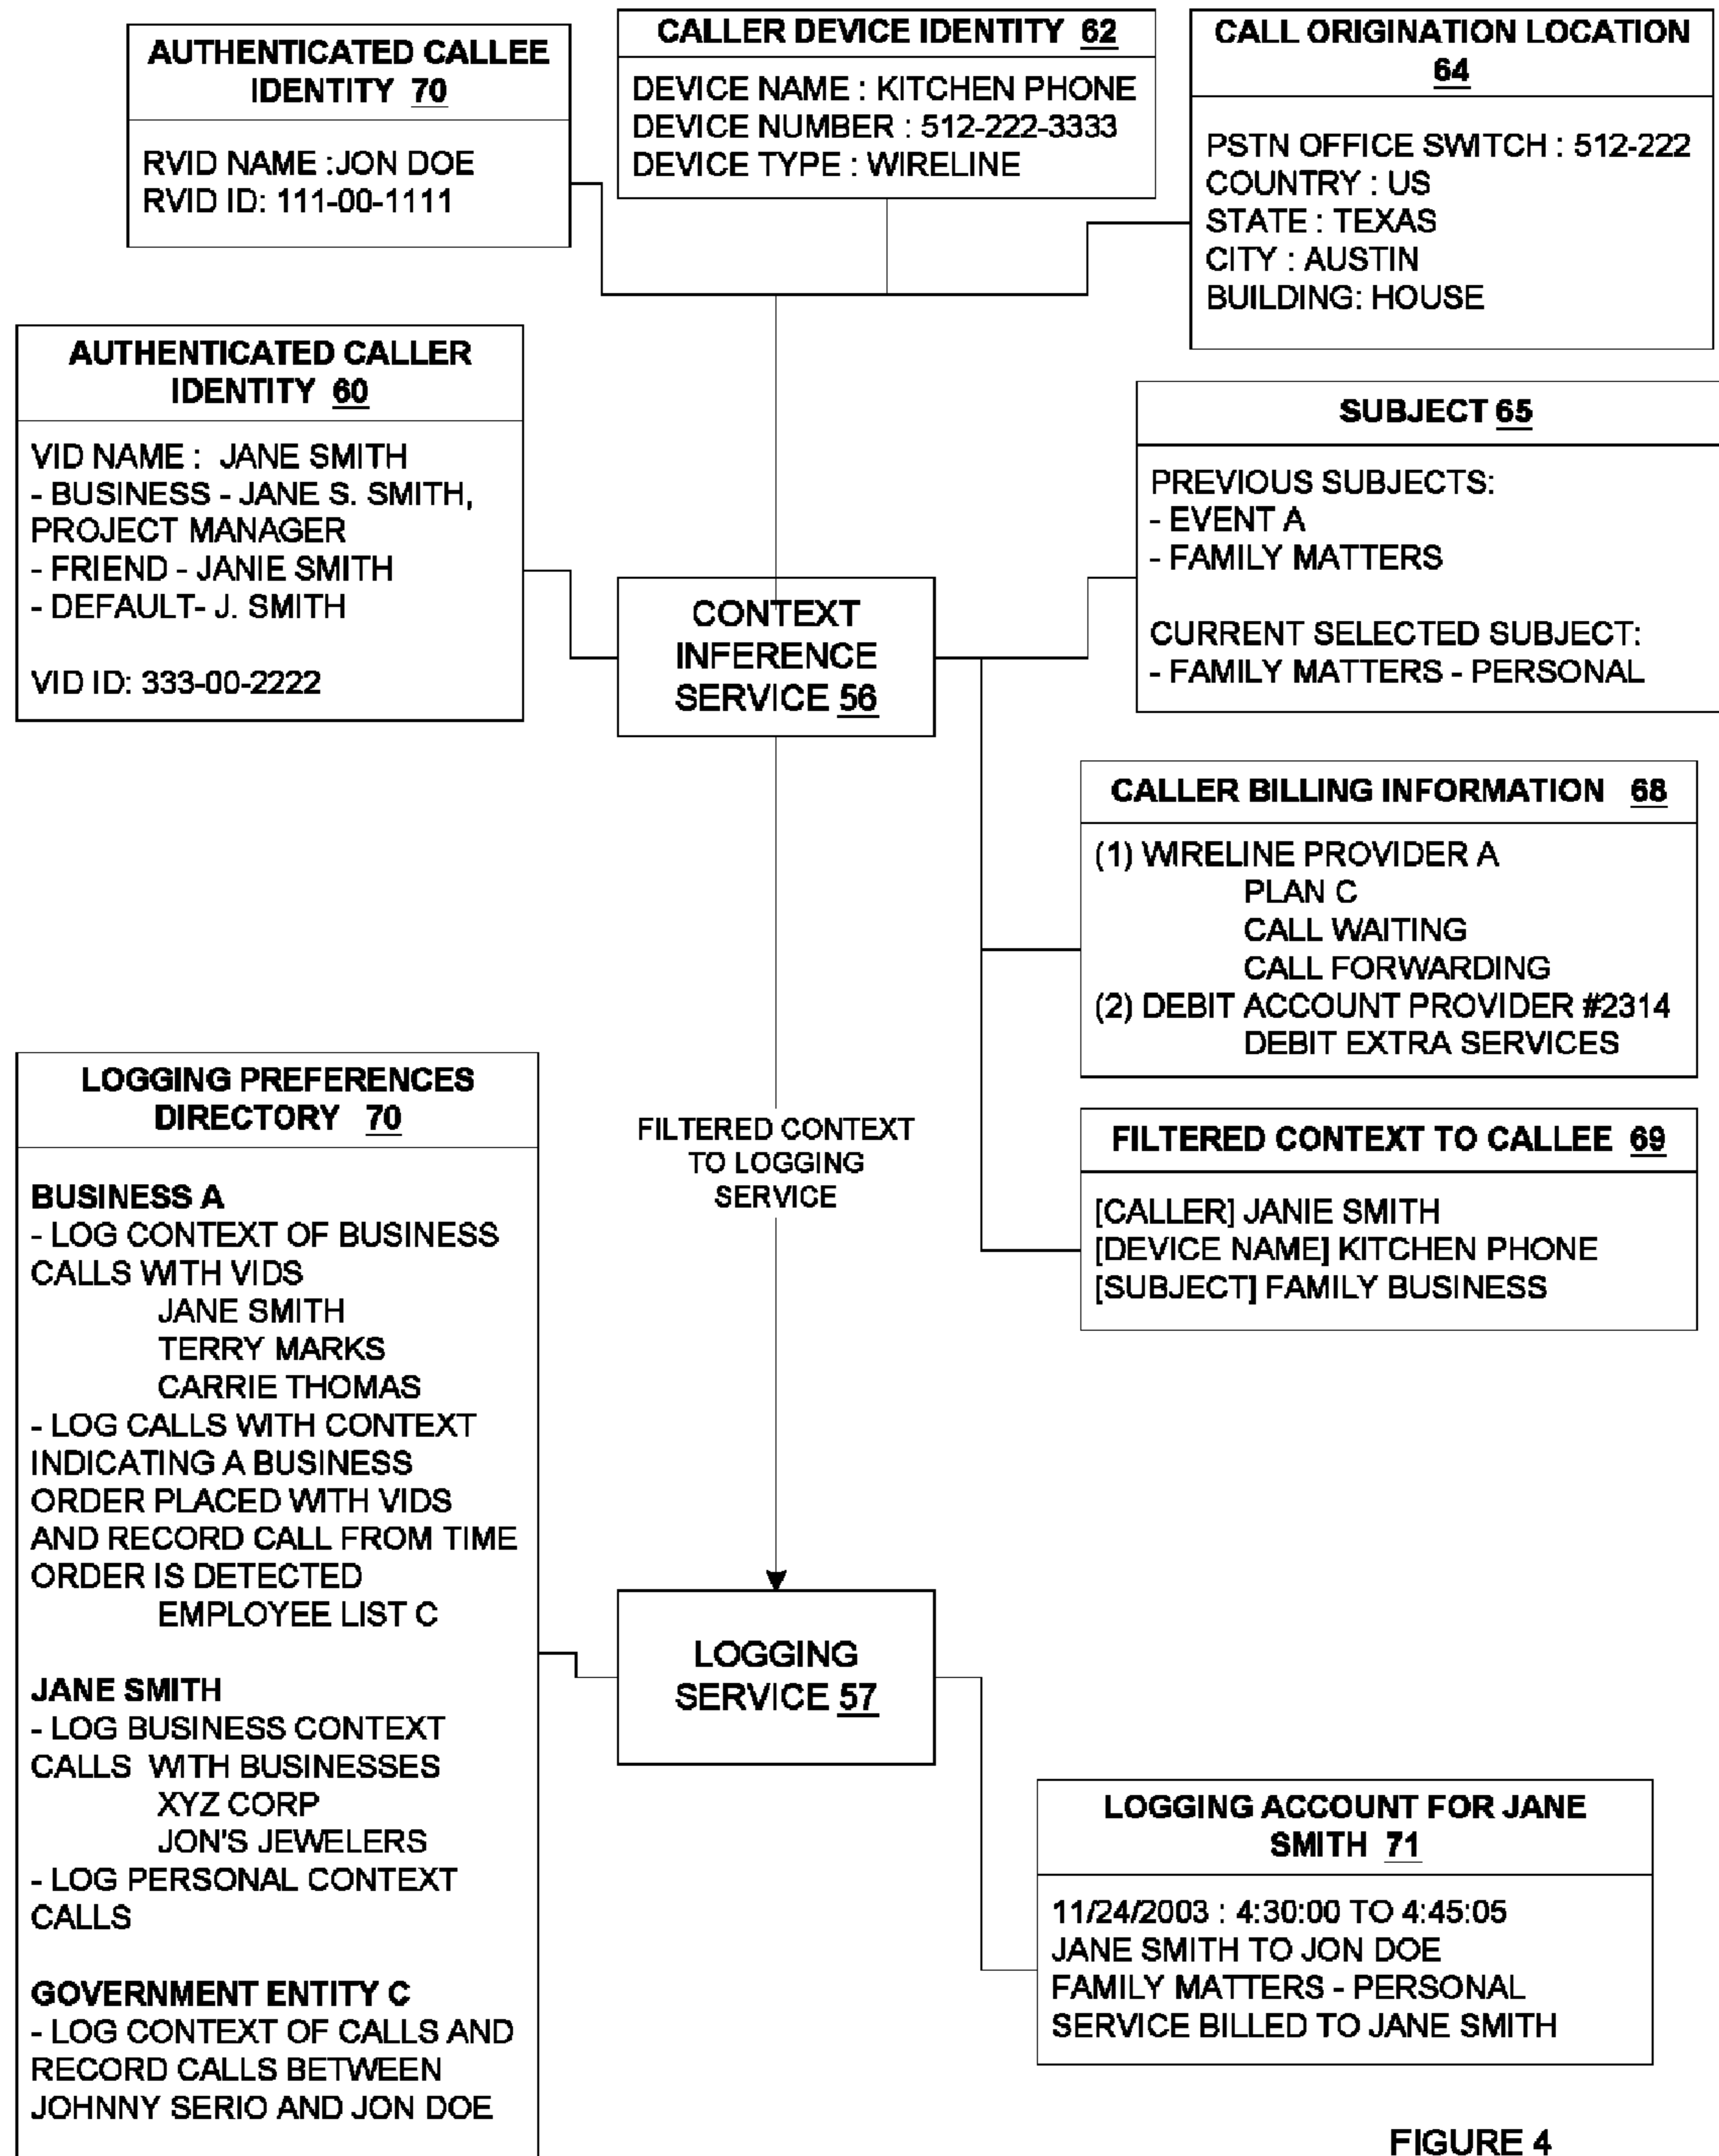 AUTHENTICATED CALLEE
IDENTITY 70
RVID NAME :JON DOE
RVID ID: 111-00-1111
CALLER DEVICE IDENTITY 62
DEVICE NAME : KITCHEN PHONE
DEVICE NUMBER : 512-222-3333
DEVICE TYPE : WIRELINE
CALL ORIGINATION LOCATION
64
PSTN OFFICE SWITCH : 512-222
COUNTRY : US
STATE : TEXAS
CITY : AUSTIN
BUILDING: HOUSE
AUTHENTICATED CALLER
IDENTITY 60
VID NAME : JANE SMITH
- BUSINESS - JANE S. SMITH,
PROJECT MANAGER
- FRIEND - JANIE SMITH
- DEFAULT- J. SMITH
VID ID: 333-00-2222
CONTEXT
INFERENCE
SERVICE 56
SUBJECT 65
PREVIOUS SUBJECTS:
- EVENT A
- FAMILY MATTERS
CURRENT SELECTED SUBJECT:
- FAMILY MATTERS - PERSONAL
CALLER BILLING INFORMATION 68
(1) WIRELINE PROVIDER A
PLAN C
CALL WAITING
CALL FORWARDING
(2) DEBIT ACCOUNT PROVIDER #2314
DEBIT EXTRA SERVICES
FILTERED CONTEXT TO CALLEE 69
[CALLER] JANIE SMITH
[DEVICE NAME] KITCHEN PHONE
[SUBJECT] FAMILY BUSINESS
FILTERED CONTEXT
TO LOGGING
SERVICE
LOGGING PREFERENCES
DIRECTORY 70
BUSINESS A
- LOG CONTEXT OF BUSINESS
CALLS WITH VIDS
JANE SMITH
TERRY MARKS
CARRIE THOMAS
- LOG CALLS WITH CONTEXT
INDICATING A BUSINESS
ORDER PLACED WITH VIDS
AND RECORD CALL FROM TIME
ORDER IS DETECTED
EMPLOYEE LIST C
JANE SMITH
- LOG BUSINESS CONTEXT
CALLS WITH BUSINESSES
XYZ CORP
JON'S JEWELERS
- LOG PERSONAL CONTEXT
CALLS
GOVERNMENT ENTITY C
- LOG CONTEXT OF CALLS AND
RECORD CALLS BETWEEN
JOHNNY SERIO AND JON DOE
LOGGING
SERVICE 57
LOGGING ACCOUNT FOR JANE
SMITH 71
11/24/2003 : 4:30:00 TO 4:45:05
JANE SMITH TO JON DOE
FAMILY MATTERS - PERSONAL
SERVICE BILLED TO JANE SMITH
FIGURE 4